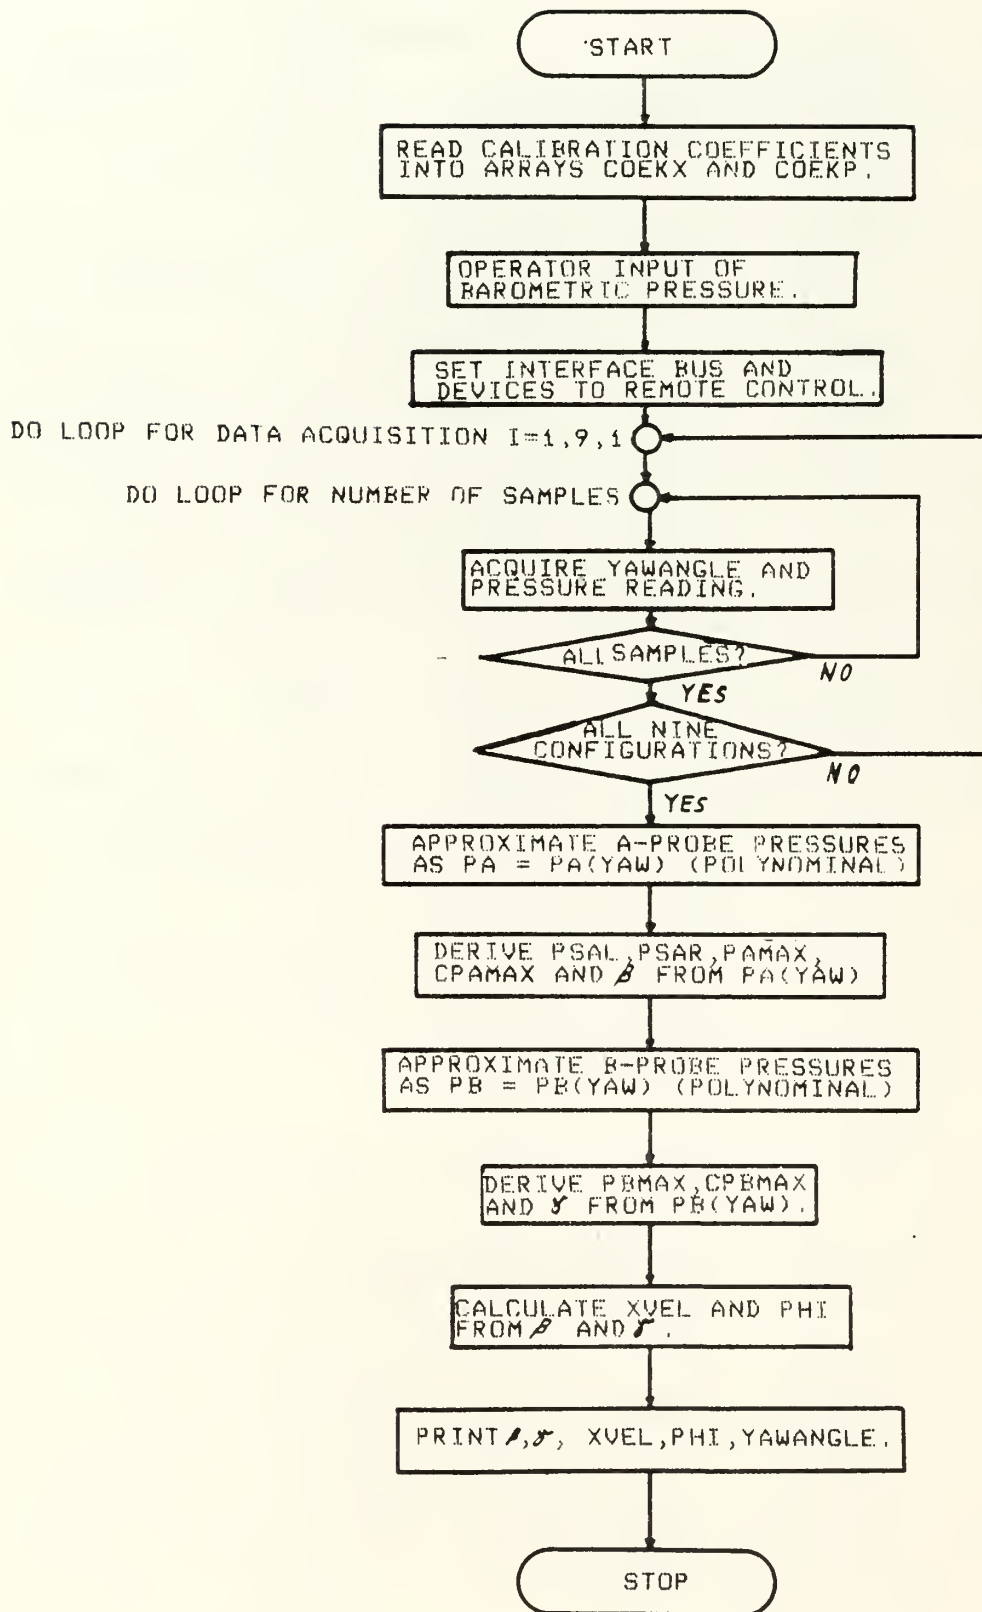 START
READ CALIBRATION COEFFICIENTS
INTO ARRAYS COEKX AND COEKP.
OPERATOR INPUT OF
BAROMETRIC PRESSURE.
SET INTERFACE BUS AND
DEVICES TO REMOTE CONTROL.
DO LOOP FOR DATA ACQUISITION I=1,9,1
DO LOOP FOR NUMBER OF SAMPLES
ACQUIRE YAWANGLE AND
PRESSURE READING.
ALL SAMPLES?
NO
YES
ALL NINE
CONFIGURATIONS?
NO
YES
APPROXIMATE A-PROBE PRESSURES
AS PA = PA(YAW) (POLYNOMINAL)
DERIVE PSAL,PSAR,PAMAX,
CPAMAX AND β FROM PA(YAW)
APPROXIMATE B-PROBE PRESSURES
AS PB = PB(YAW) (POLYNOMINAL)
DERIVE PBMAX,CPBMAX
AND γ FROM PB(YAW).
CALCULATE XVEL AND PHI
FROM β AND γ.
PRINT β,γ, XVEL,PHI,YAWANGLE.
STOP